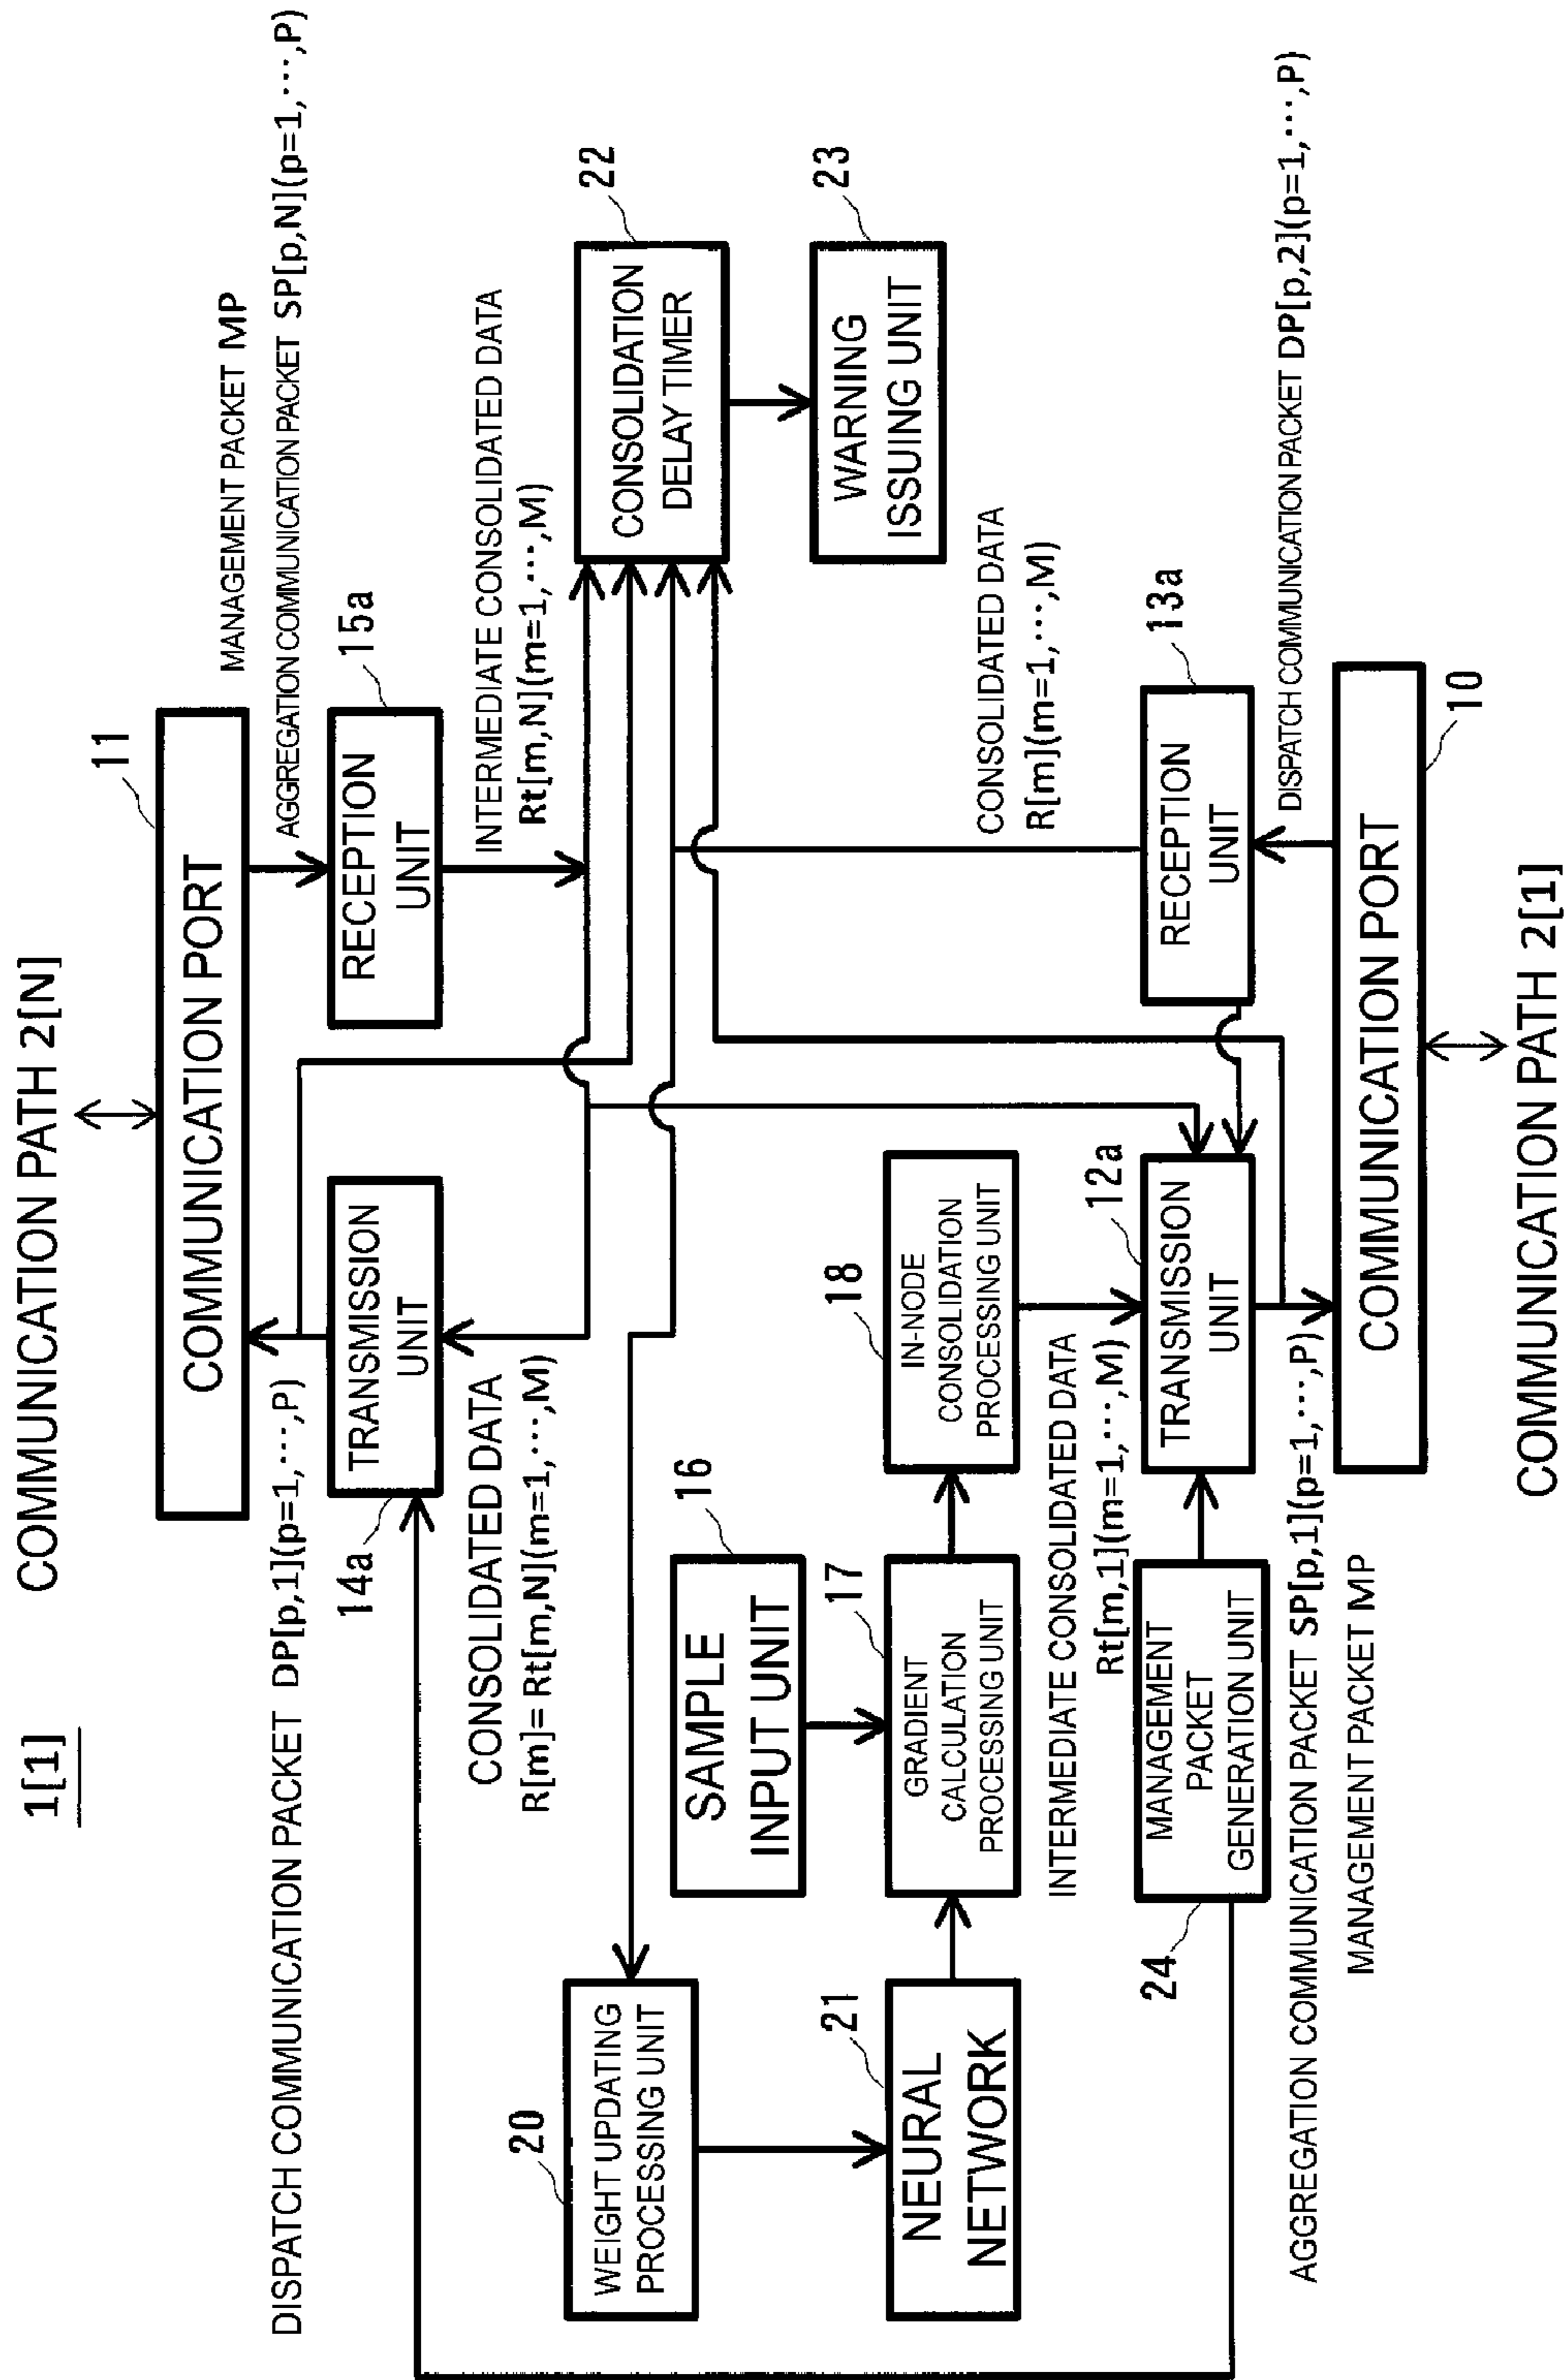 1[1]
COMMUNICATION PATH 2[N]
11
COMMUNICATION PORT
DISPATCH COMMUNICATION PACKET DP[p,1](p=1,⋯,P)
MANAGEMENT PACKET MP
AGGREGATION COMMUNICATION PACKET SP[p,N](p=1,⋯,P)
14a
TRANSMISSION
UNIT
15a
RECEPTION
UNIT
CONSOLIDATED DATA
R[m]= Rt[m,N](m=1,⋯,M)
INTERMEDIATE CONSOLIDATED DATA
Rt[m,N](m=1,⋯,M)
20
WEIGHT UPDATING
PROCESSING UNIT
16
SAMPLE
INPUT UNIT
22
CONSOLIDATION
DELAY TIMER
21
NEURAL
NETWORK
17
GRADIENT
CALCULATION
PROCESSING UNIT
18
IN-NODE
CONSOLIDATION
PROCESSING UNIT
23
WARNING
ISSUING UNIT
INTERMEDIATE CONSOLIDATED DATA
Rt[m,1](m=1,⋯,M)
CONSOLIDATED DATA
R[m](m=1,⋯,M)
24
MANAGEMENT
PACKET
GENERATION UNIT
12a
TRANSMISSION
UNIT
13a
RECEPTION
UNIT
AGGREGATION COMMUNICATION PACKET SP[p,1](p=1,⋯,P)
MANAGEMENT PACKET MP
DISPATCH COMMUNICATION PACKET DP[p,2](p=1,⋯,P)
10
COMMUNICATION PORT
COMMUNICATION PATH 2[1]